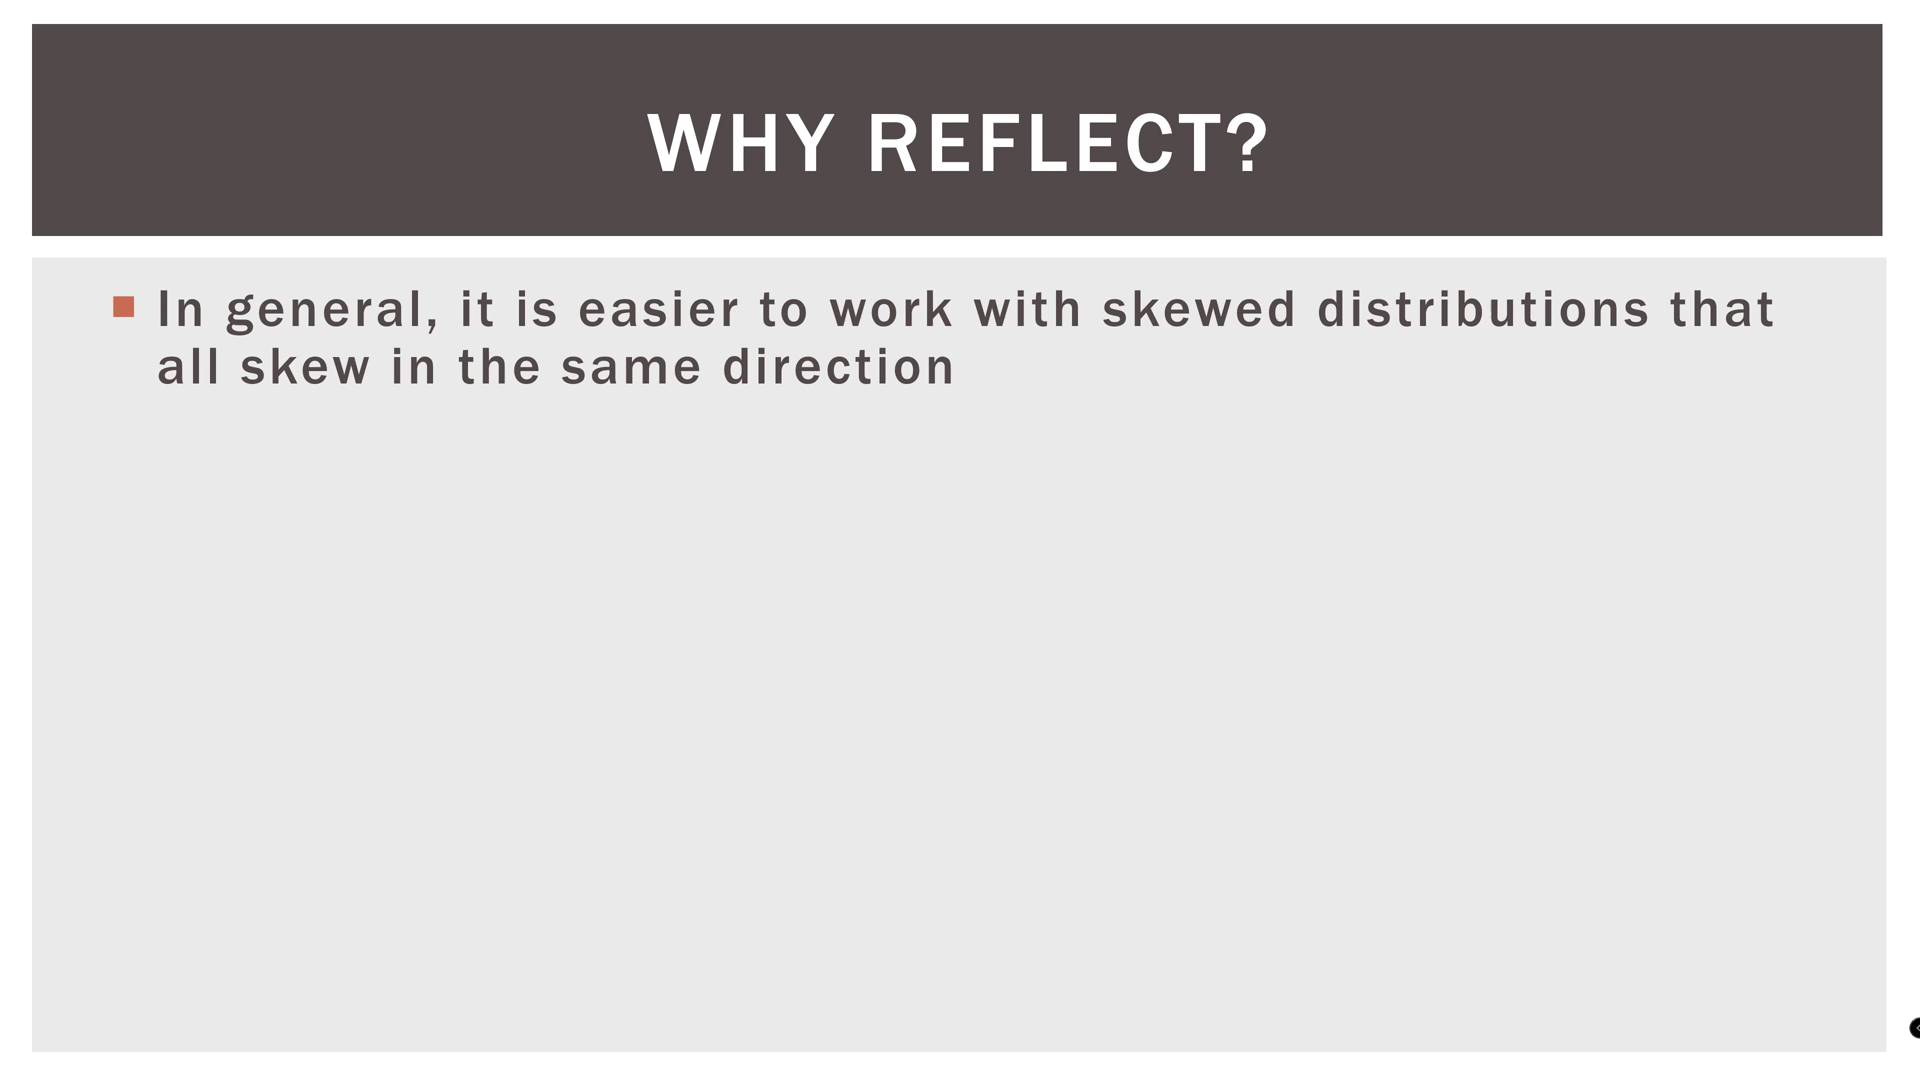 WHY REFLECT?
In general, it is easier to work with skewed distributions that
all skew in the same direction